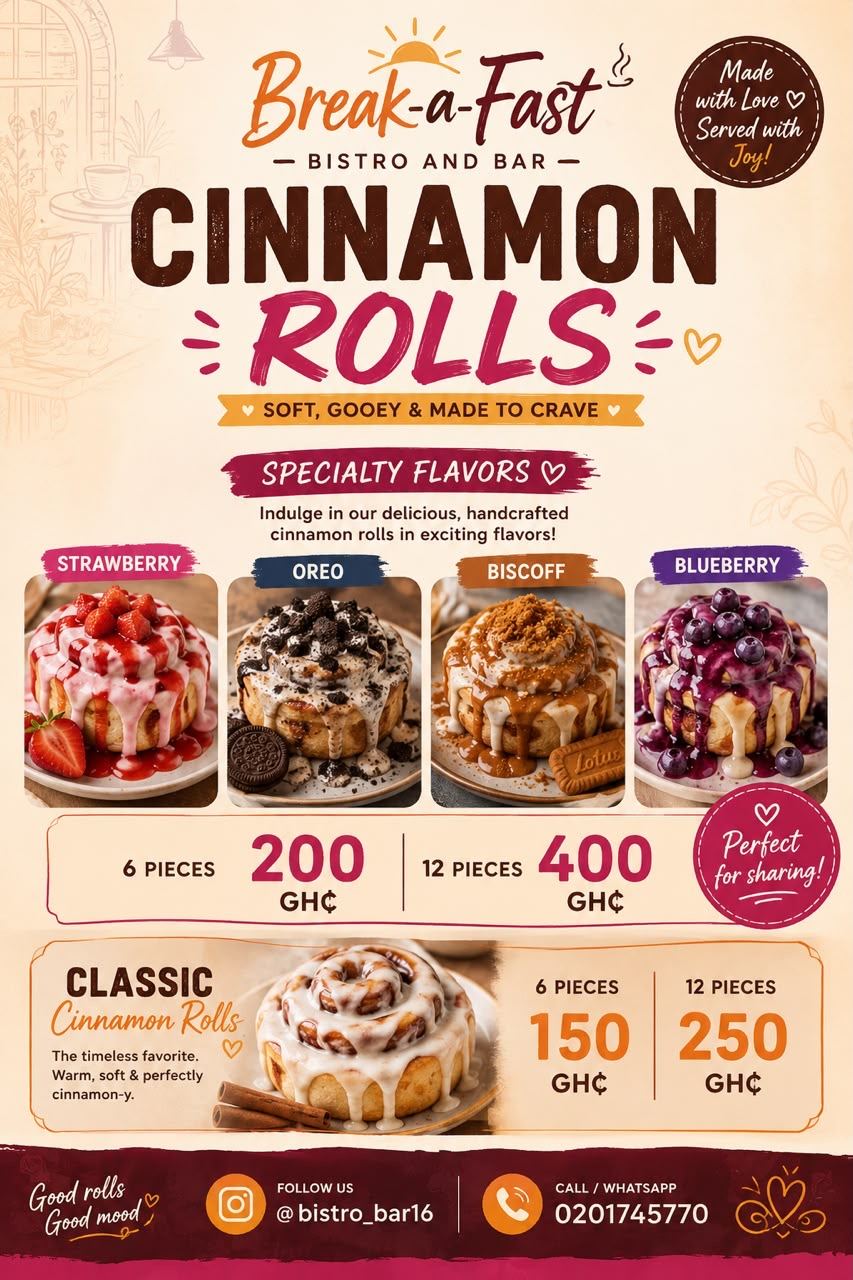 Break-a-Fast
BISTRO AND BAR
Made
with Love ♡
Served with
Joy!
CINNAMON
ROLLS
SOFT, GOOEY & MADE TO CRAVE
SPECIALTY FLAVORS ♡
Indulge in our delicious, handcrafted
cinnamon rolls in exciting flavors!
STRAWBERRY
OREO
BISCOFF
BLUEBERRY
Lotus
6 PIECES 200 GH₵
12 PIECES 400 GH₵
Perfect
for sharing!
CLASSIC
Cinnamon Rolls
The timeless favorite.
Warm, soft & perfectly
cinnamon-y.
6 PIECES
150
GH₵
12 PIECES
250
GH₵
Good rolls
Good mood
FOLLOW US
@bistro_bar16
CALL / WHATSAPP
0201745770